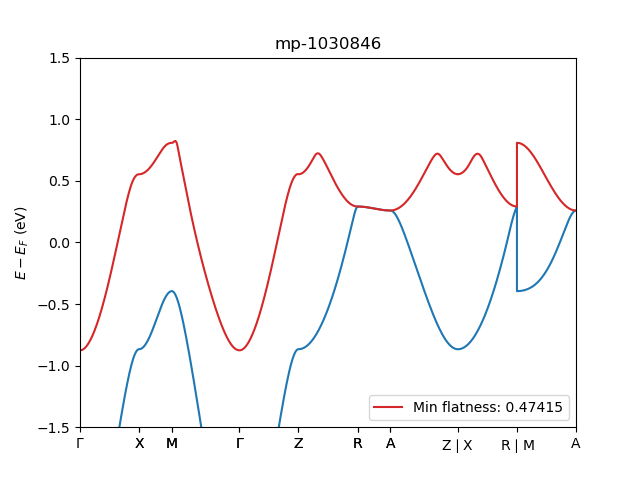 mp-1030846
E − E_F (eV)
1.5
1.0
0.5
0.0
−0.5
−1.0
−1.5
Min flatness: 0.47415
Γ X M Γ Z R A Z | X R | M A